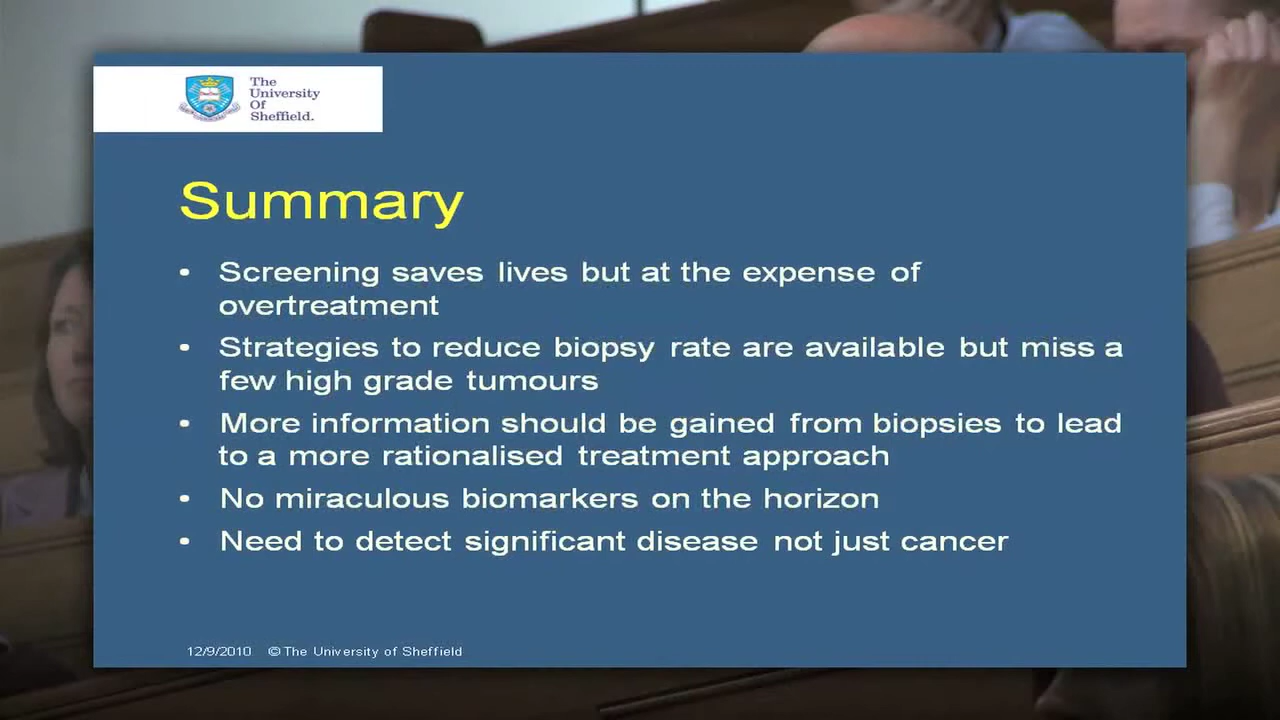 The
University
Of
Sheffield.
Summary
• Screening saves lives but at the expense of
overtreatment
• Strategies to reduce biopsy rate are available but miss a
few high grade tumours
• More information should be gained from biopsies to lead
to a more rationalised treatment approach
• No miraculous biomarkers on the horizon
• Need to detect significant disease not just cancer
12/9/2010 © The University of Sheffield